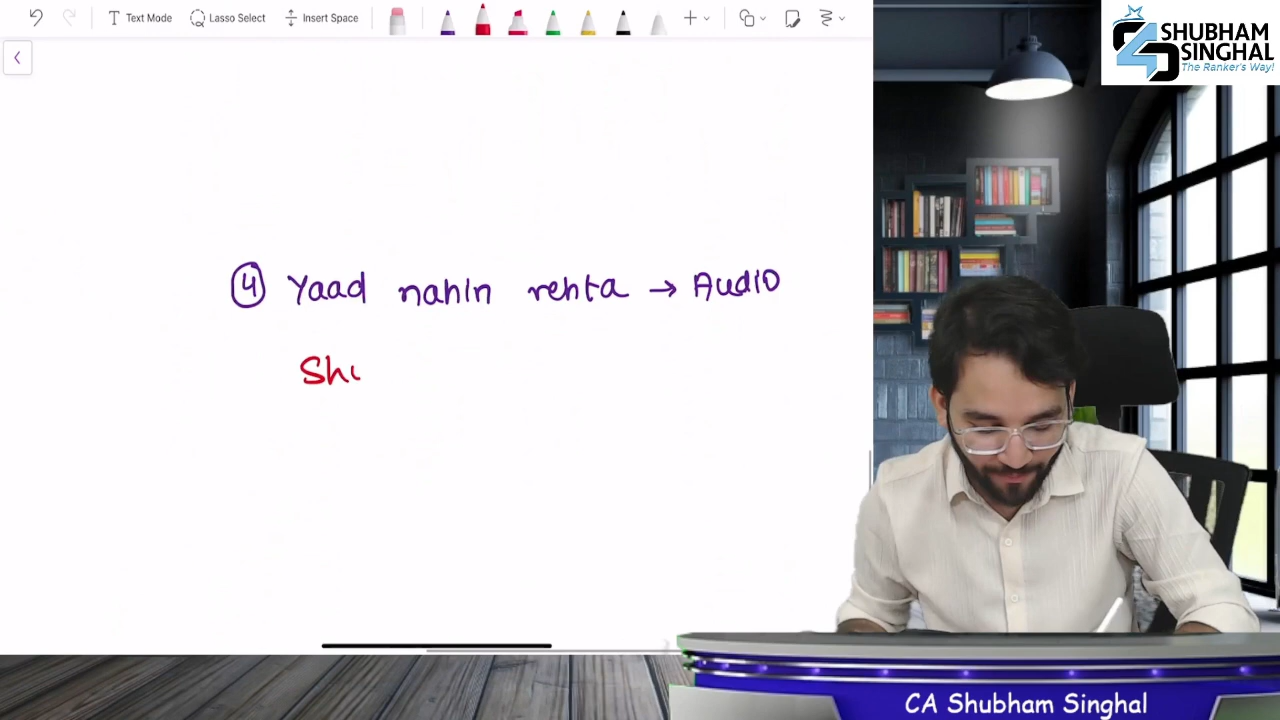 Text Mode
Lasso Select
Insert Space
SHUBHAM
SINGHAL
The Ranker's Way!
④ Yaad nahin rehta → Audio
Shu
CA Shubham Singhal